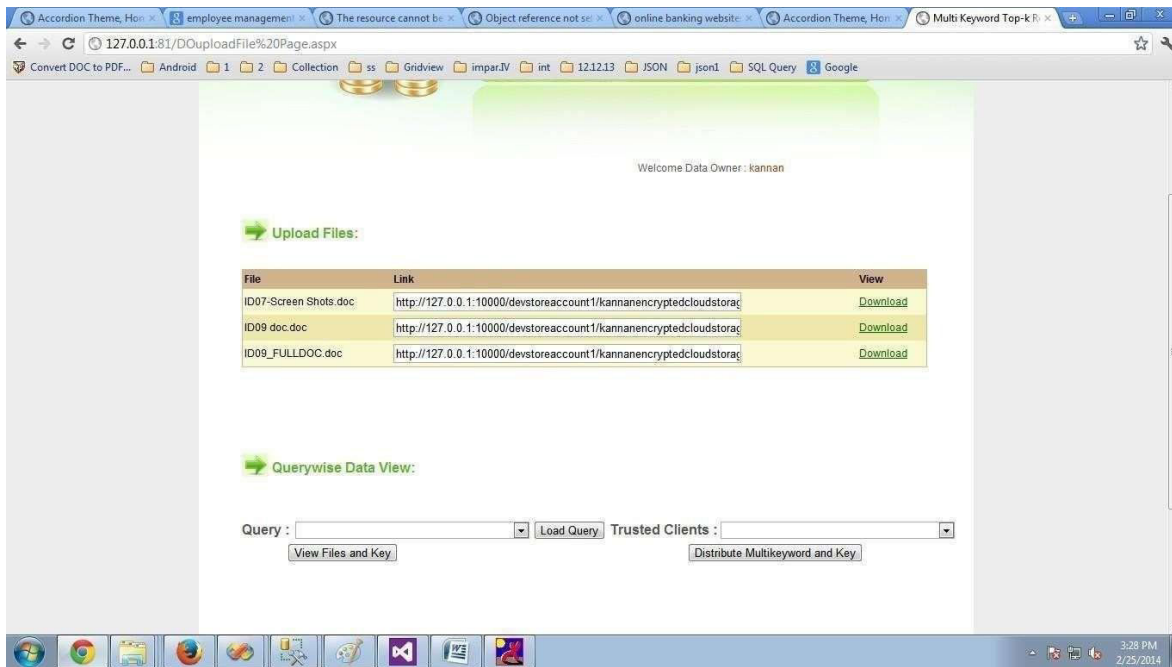 Accordion Theme, Hon
employee management
The resource cannot be
Object reference not set
online banking website
Accordion Theme, Hon
Multi Keyword Top-k R
127.0.0.1:81/DOuploadFile%20Page.aspx
Convert DOC to PDF... Android 1 2 Collection ss Gridview impar.IV int 12.12.13 JSON json1 SQL Query Google
Welcome Data Owner : kannan
Upload Files:
File Link View
ID07-Screen Shots.doc http://127.0.0.1:10000/devstoreaccount1/kannanencryptedcloudstorag Download
ID09 doc.doc http://127.0.0.1:10000/devstoreaccount1/kannanencryptedcloudstorag Download
ID09_FULLDOC.doc http://127.0.0.1:10000/devstoreaccount1/kannanencryptedcloudstorag Download
Querywise Data View:
Query : Load Query Trusted Clients :
View Files and Key Distribute Multikeyword and Key
3:28 PM
2/25/2014